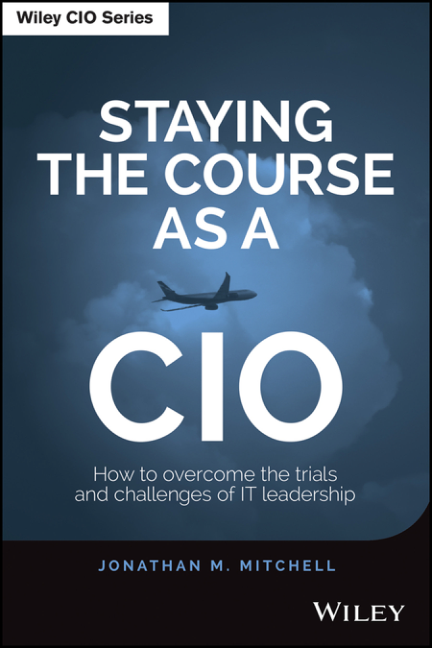 Wiley CIO Series
STAYING
THE COURSE
AS A
CIO
How to overcome the trials
and challenges of IT leadership
JONATHAN M. MITCHELL
WILEY